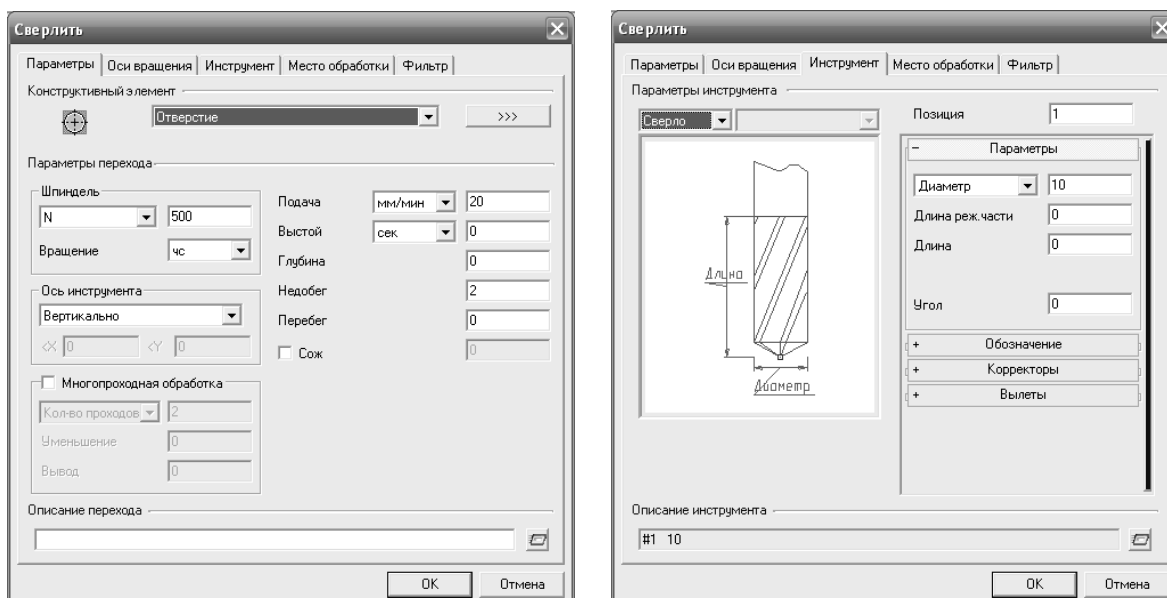 Сверлить
Параметры Оси вращения Инструмент Место обработки Фильтр
Конструктивный элемент
Отверстие >>>
Параметры перехода
Шпиндель
N 500
Вращение чс
Ось инструмента
Вертикально
<X 0 <Y 0
Многопроходная обработка
Кол-во проходов 2
Уменьшение 0
Вывод 0
Подача мм/мин 20
Выстой сек 0
Глубина 0
Недобег 2
Перебег 0
Сож 0
Описание перехода
OK Отмена
Сверлить
Параметры Оси вращения Инструмент Место обработки Фильтр
Параметры инструмента
Сверло
Длина
Диаметр
Позиция 1
− Параметры
Диаметр 10
Длина реж.части 0
Длина 0
Угол 0
+ Обозначение
+ Корректоры
+ Вылеты
Описание инструмента
#1 10
OK Отмена